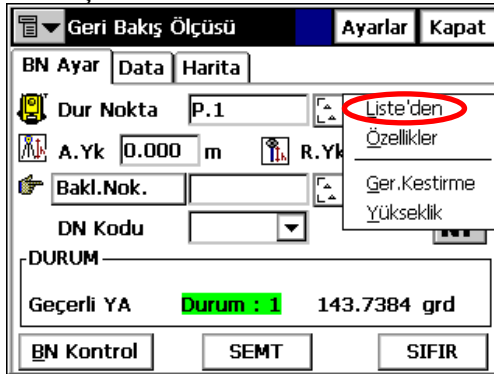 Geri Bakış Ölçüsü Ayarlar Kapat
BN Ayar Data Harita
Dur Nokta P.1
Liste'den
Özellikler
A.Yk 0.000 m R.Yk
Ger.Kestirme
Bakl.Nok.
Yükseklik
DN Kodu
DURUM
Geçerli YA Durum : 1 143.7384 grd
BN Kontrol SEMT SIFIR